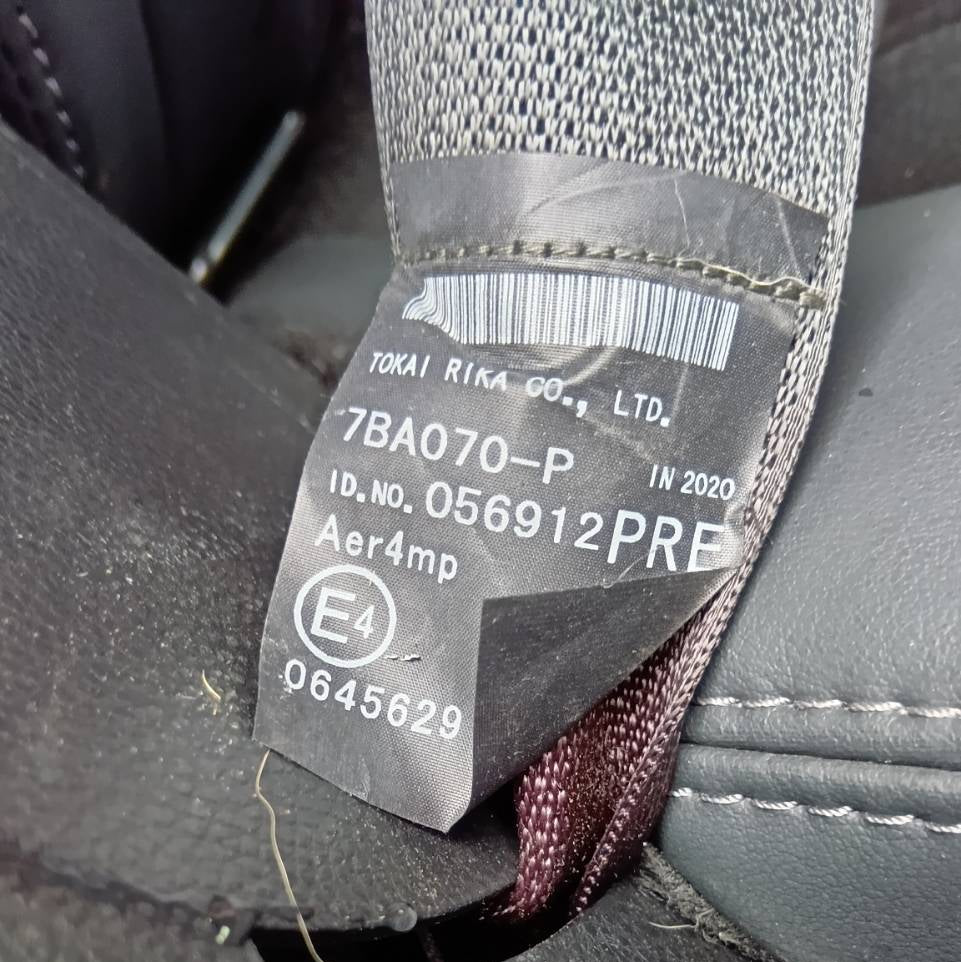 TOKAI RIKA CO., LTD.
7BA070-P IN 2020
ID.NO. 056912PRE
Aer4mp
E4
0645629